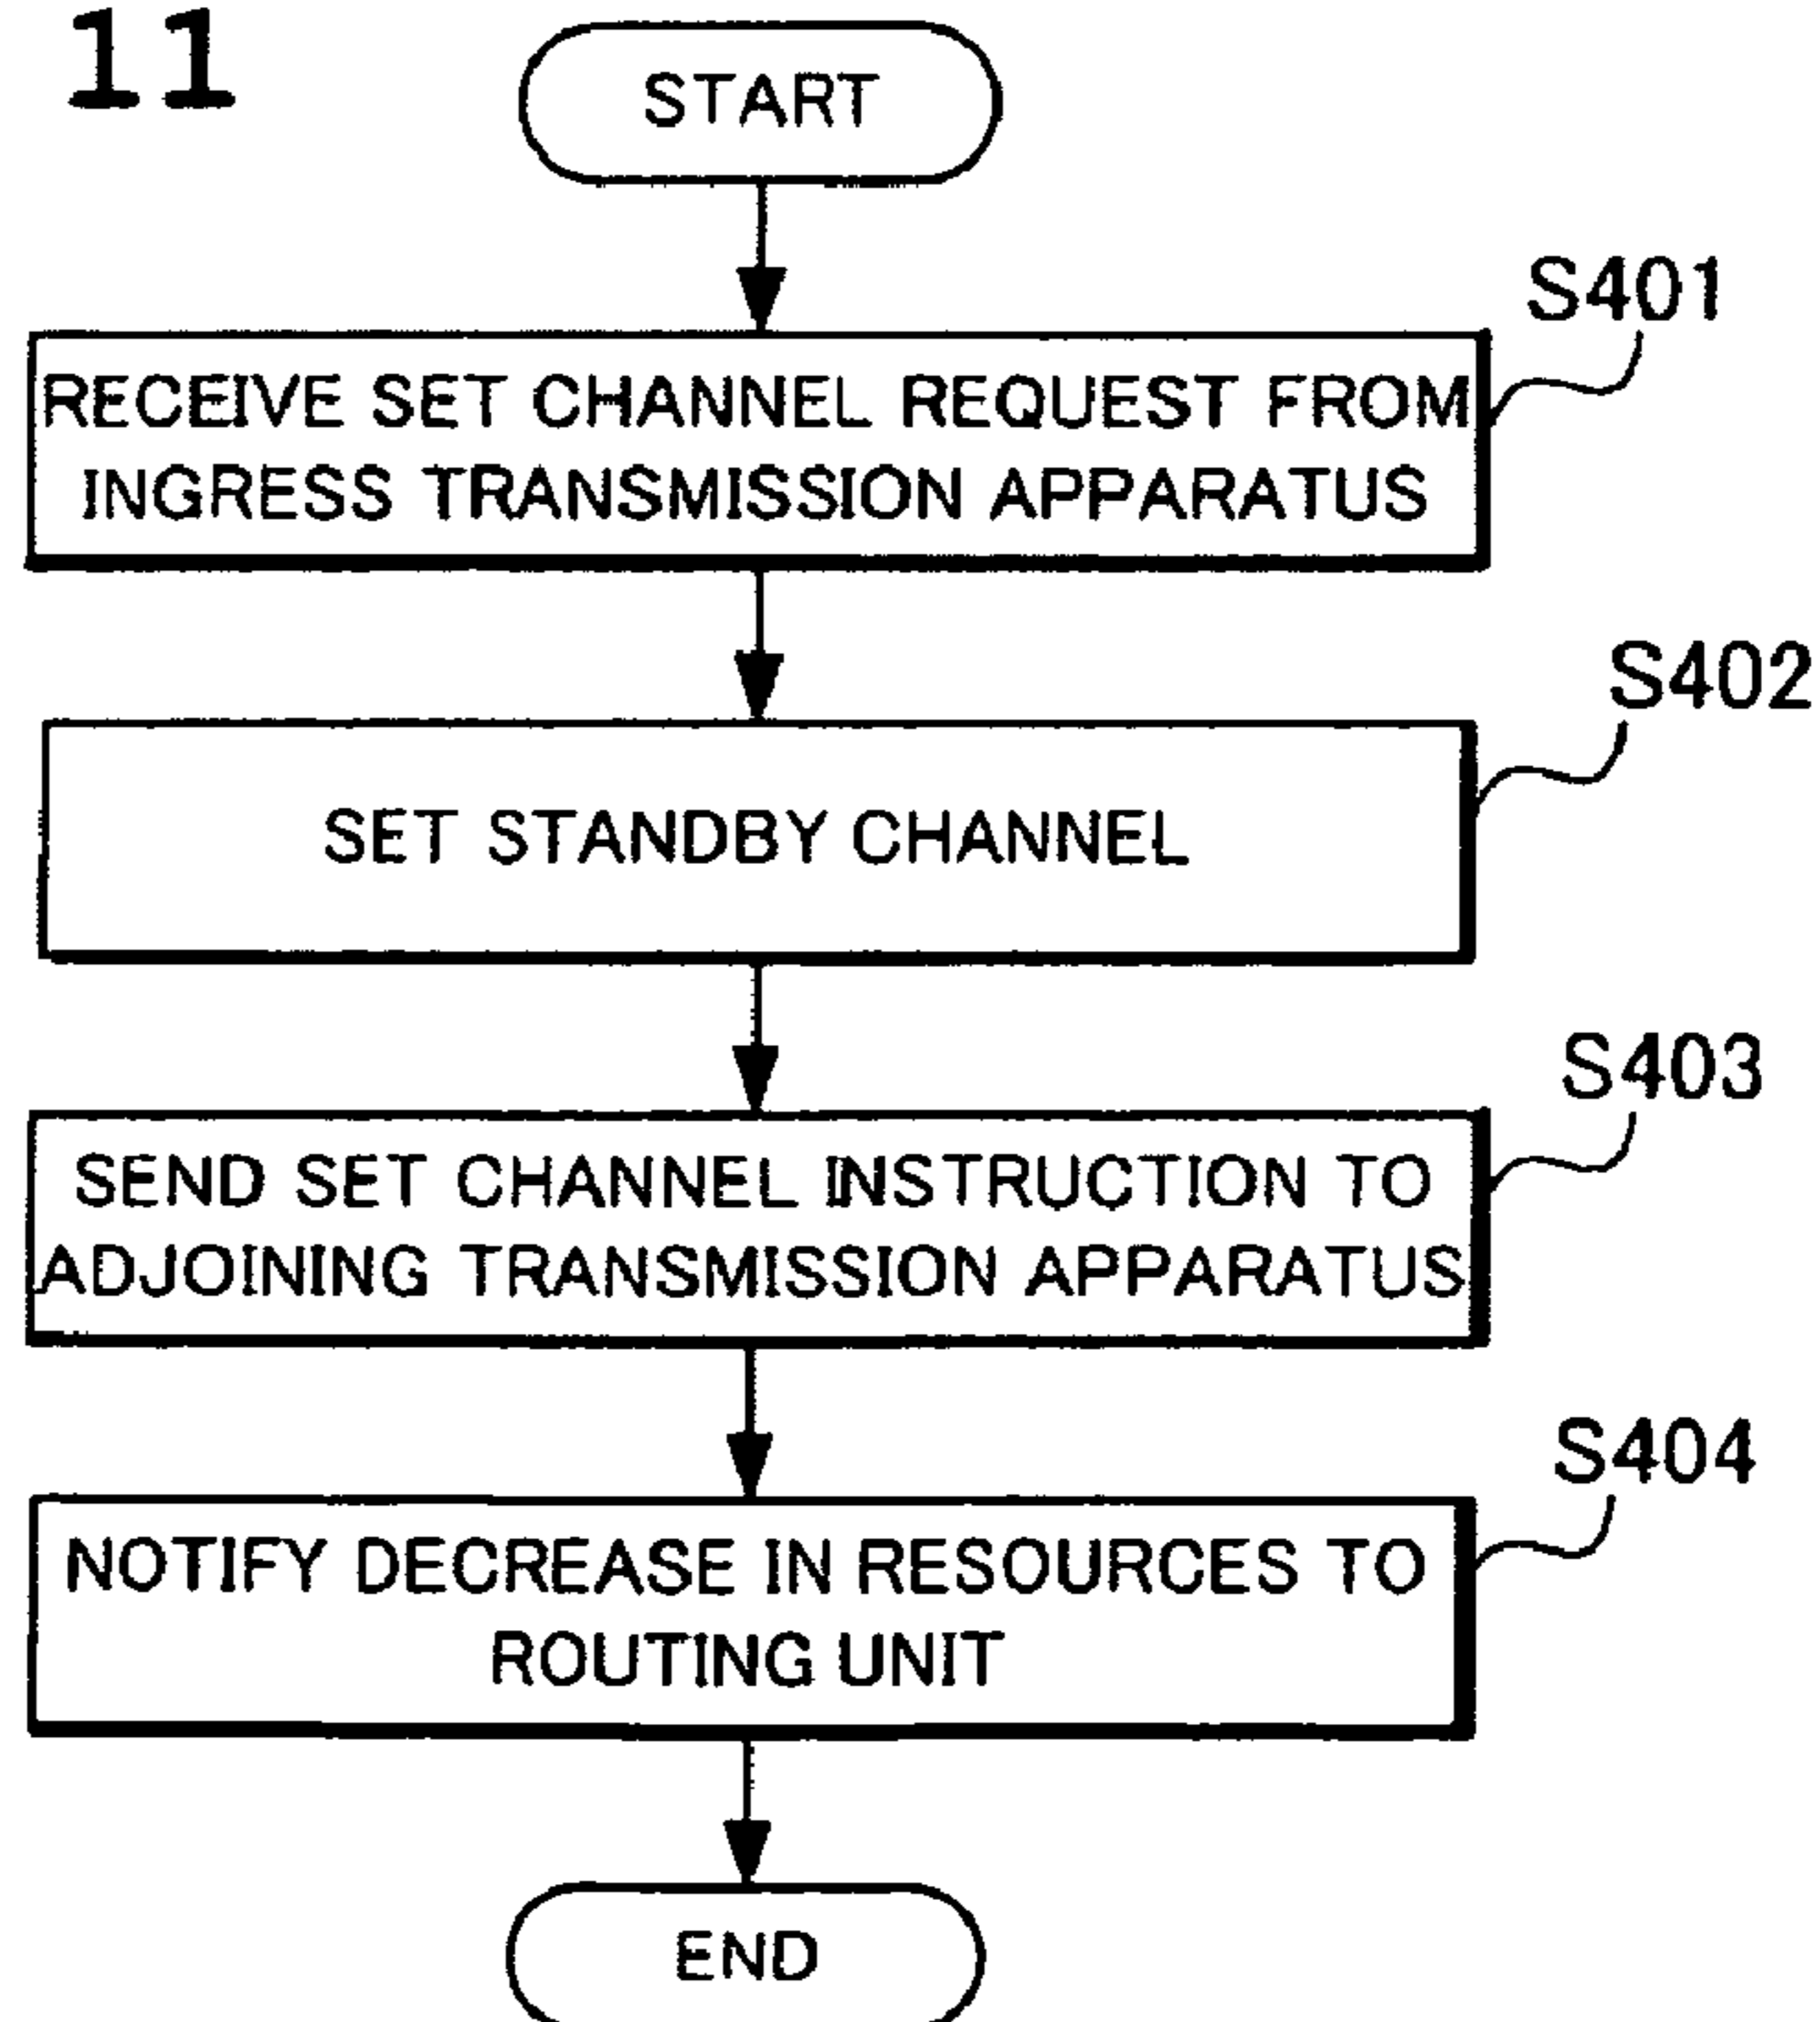 11
START
S401
RECEIVE SET CHANNEL REQUEST FROM
INGRESS TRANSMISSION APPARATUS
S402
SET STANDBY CHANNEL
S403
SEND SET CHANNEL INSTRUCTION TO
ADJOINING TRANSMISSION APPARATUS
S404
NOTIFY DECREASE IN RESOURCES TO
ROUTING UNIT
END